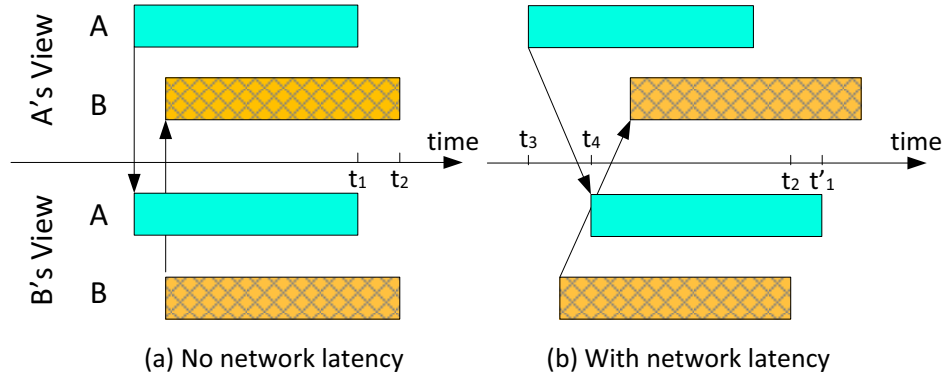 A's View
A
B
B's View
A
B
time
t1
t2
(a) No network latency
t3
t4
time
t2
t'1
(b) With network latency